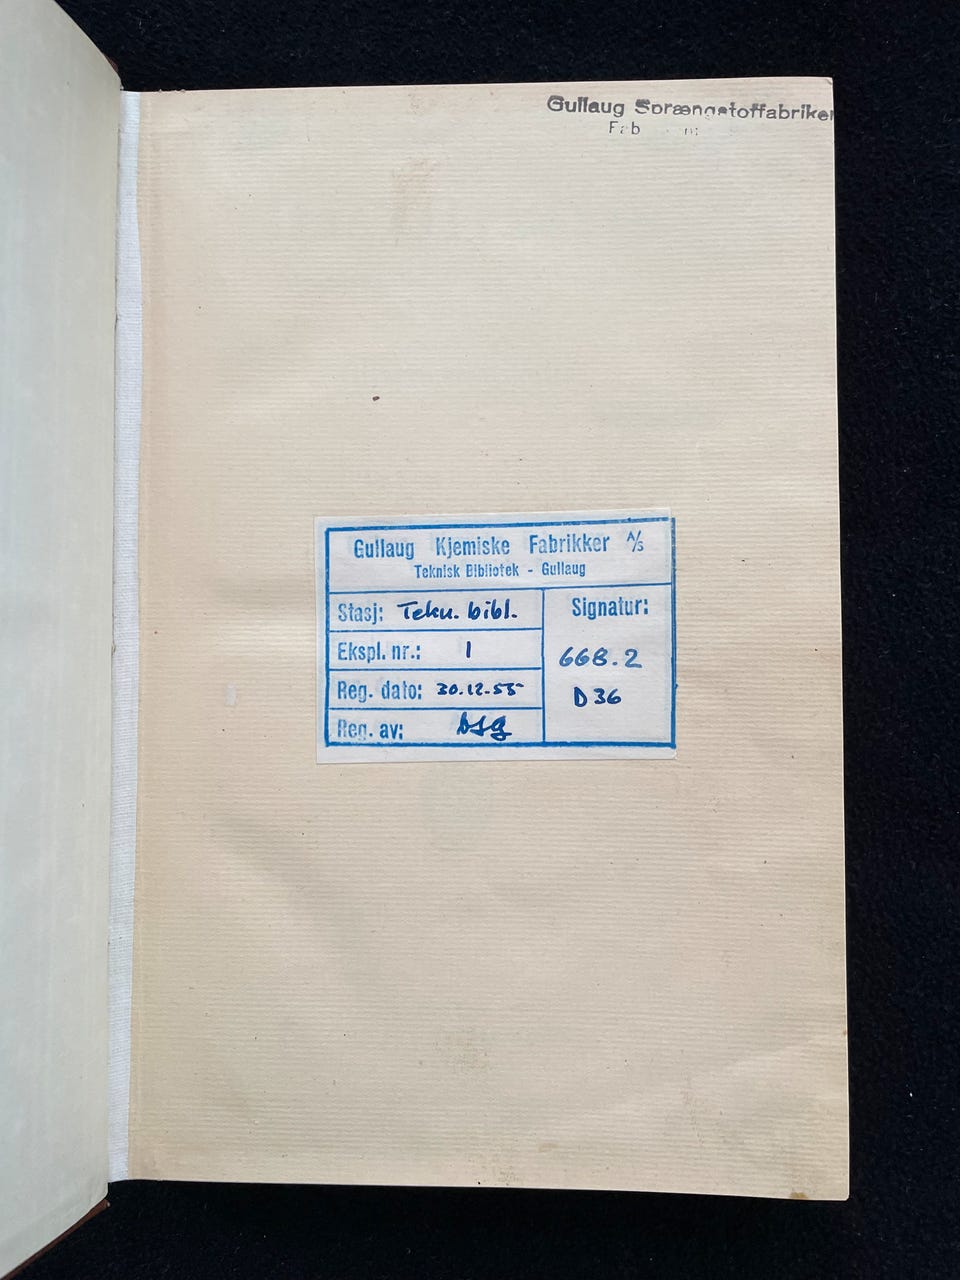 Gullaug Sprængstoffabriker
Gullaug Kjemiske Fabrikker A/S
Teknisk Bibliotek - Gullaug
Stasj: Tekn. bibl.
Signatur:
Ekspl. nr.: 1
668.2
Reg. dato: 30.12.55
D36
Reg. av: